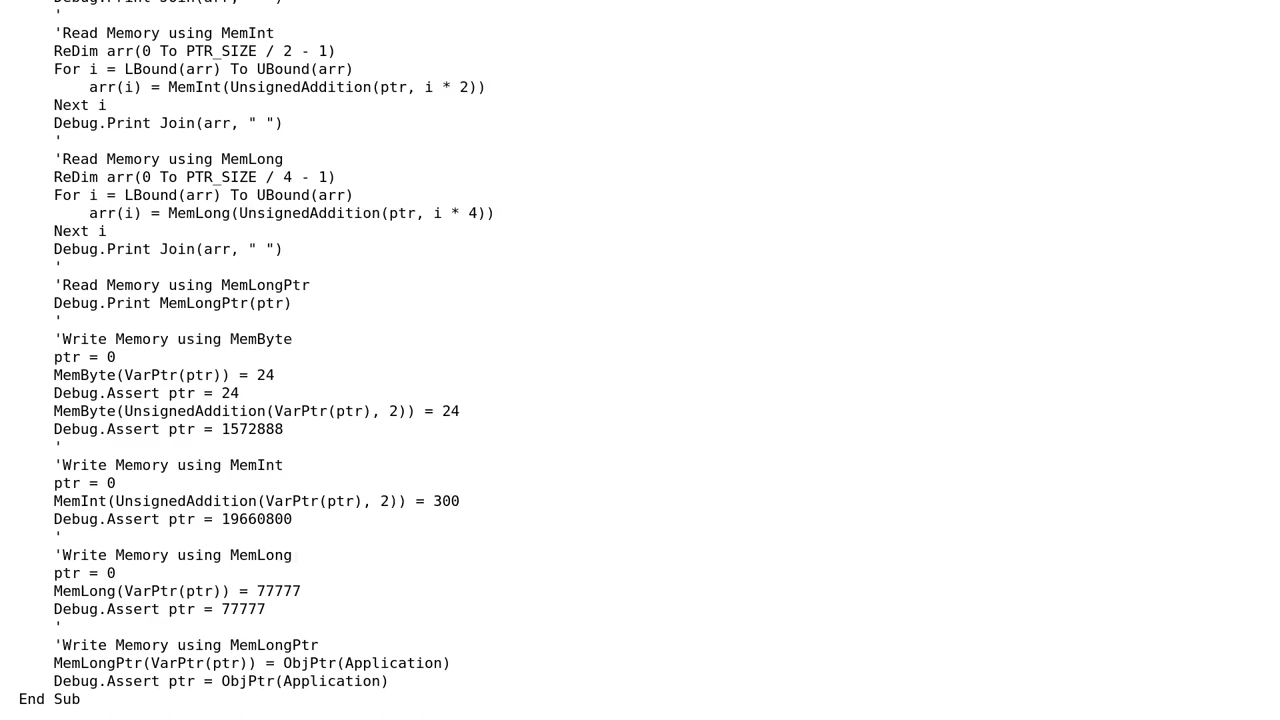 Debug.Print Join(arr, " ")
'
'Read Memory using MemInt
ReDim arr(0 To PTR_SIZE / 2 - 1)
For i = LBound(arr) To UBound(arr)
    arr(i) = MemInt(UnsignedAddition(ptr, i * 2))
Next i
Debug.Print Join(arr, " ")
'
'Read Memory using MemLong
ReDim arr(0 To PTR_SIZE / 4 - 1)
For i = LBound(arr) To UBound(arr)
    arr(i) = MemLong(UnsignedAddition(ptr, i * 4))
Next i
Debug.Print Join(arr, " ")
'
'Read Memory using MemLongPtr
Debug.Print MemLongPtr(ptr)
'
'Write Memory using MemByte
ptr = 0
MemByte(VarPtr(ptr)) = 24
Debug.Assert ptr = 24
MemByte(UnsignedAddition(VarPtr(ptr), 2)) = 24
Debug.Assert ptr = 1572888
'
'Write Memory using MemInt
ptr = 0
MemInt(UnsignedAddition(VarPtr(ptr), 2)) = 300
Debug.Assert ptr = 19660800
'
'Write Memory using MemLong
ptr = 0
MemLong(VarPtr(ptr)) = 77777
Debug.Assert ptr = 77777
'
'Write Memory using MemLongPtr
MemLongPtr(VarPtr(ptr)) = ObjPtr(Application)
Debug.Assert ptr = ObjPtr(Application)
End Sub